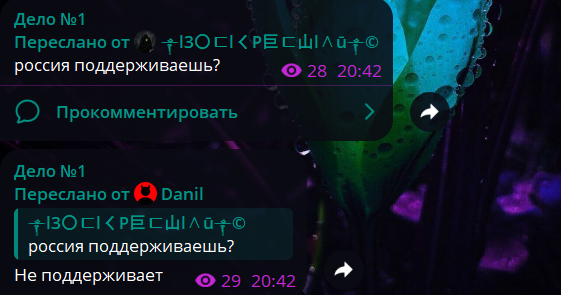 Дело №1
Переслано от
россия поддерживаешь?
28 20:42
Прокомментировать
Дело №1
Переслано от Danil
россия поддерживаешь?
Не поддерживает 29 20:42